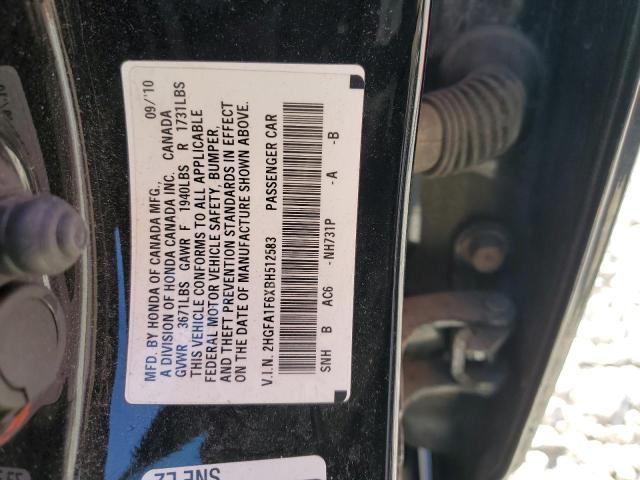 MFD. BY HONDA OF CANADA MFG., 09/'10
A DIVISION OF HONDA CANADA INC. CANADA
GVWR 3671LBS GAWR F 1940LBS R 1731LBS
THIS VEHICLE CONFORMS TO ALL APPLICABLE
FEDERAL MOTOR VEHICLE SAFETY, BUMPER,
AND THEFT PREVENTION STANDARDS IN EFFECT
ON THE DATE OF MANUFACTURE SHOWN ABOVE.
V.I.N. 2HGFA1F6XBH512583 PASSENGER CAR
SNH B AC6 -NH731P -A -B